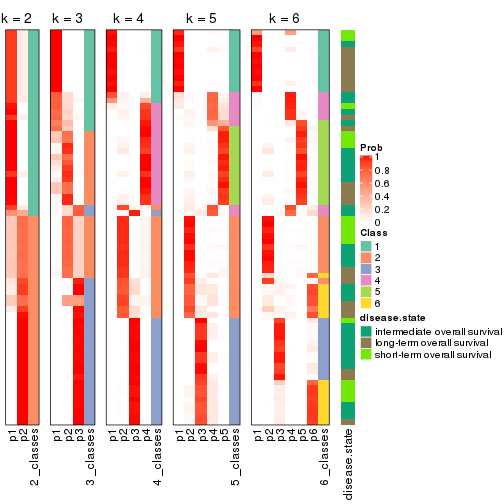 k = 2 k = 3 k = 4 k = 5 k = 6
Prob
1
0.8
0.6
0.4
0.2
0
Class
1
2
3
4
5
6
disease.state
intermediate overall survival
long-term overall survival
short-term overall survival
p1 p2 2_classes p1 p2 p3 3_classes p1 p2 p3 p4 4_classes p1 p2 p3 p4 p5 5_classes p1 p2 p3 p4 p5 p6 6_classes disease.state